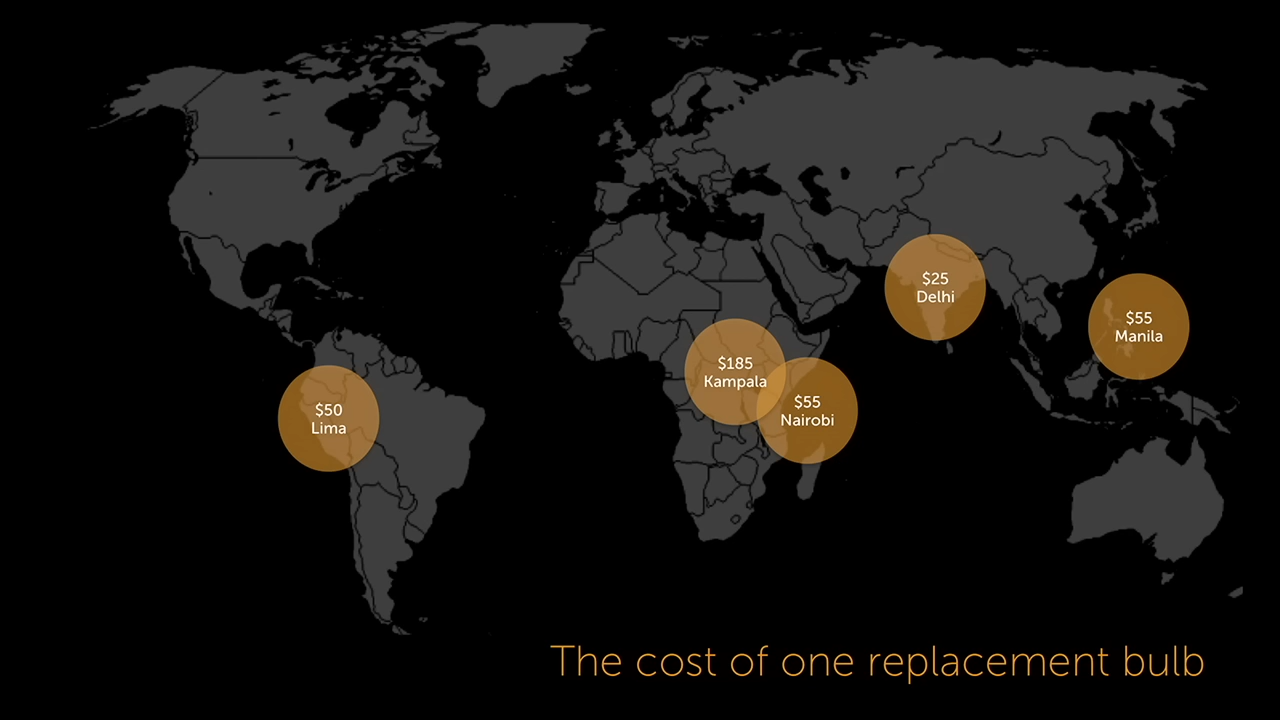 $25
Delhi
$55
Manila
$185
Kampala
$55
Nairobi
$50
Lima
The cost of one replacement bulb